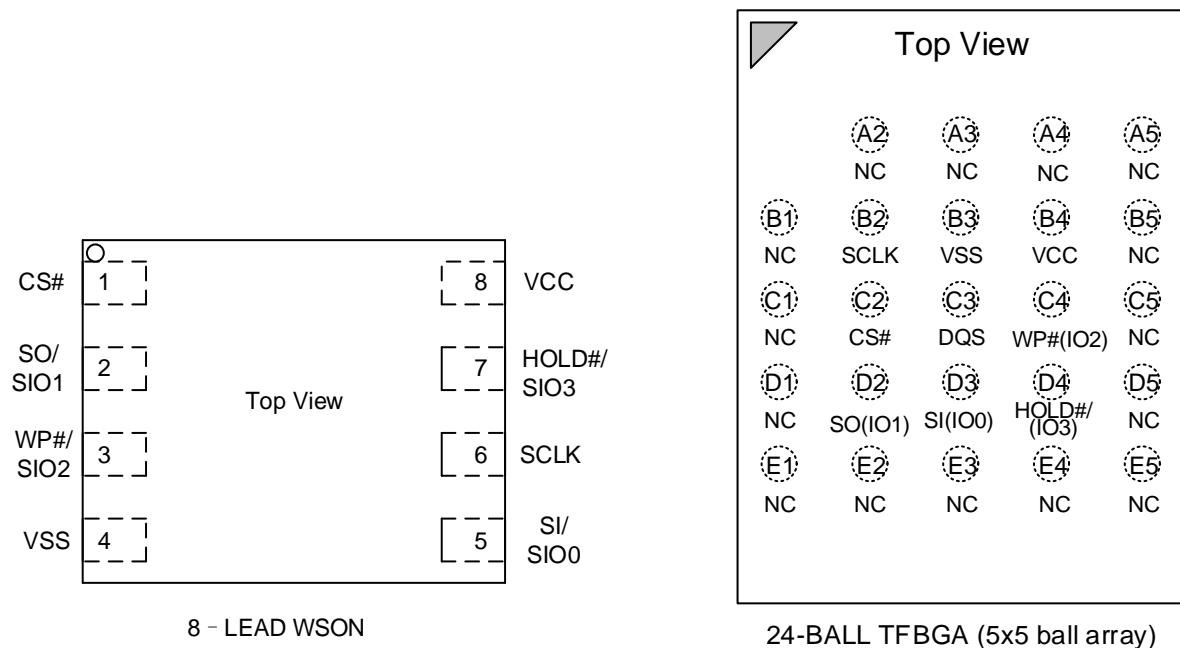 CS#
1
8
VCC
SO/
SIO1
2
7
HOLD#/
SIO3
Top View
WP#/
SIO2
3
6
SCLK
VSS
4
5
SI/
SIO0
8 - LEAD WSON
Top View
A2 A3 A4 A5
NC NC NC NC
B1 B2 B3 B4 B5
NC SCLK VSS VCC NC
C1 C2 C3 C4 C5
NC CS# DQS WP#(IO2) NC
D1 D2 D3 D4 D5
NC SO(IO1) SI(IO0) HOLD#/
(IO3) NC
E1 E2 E3 E4 E5
NC NC NC NC NC
24-BALL TFBGA (5x5 ball array)